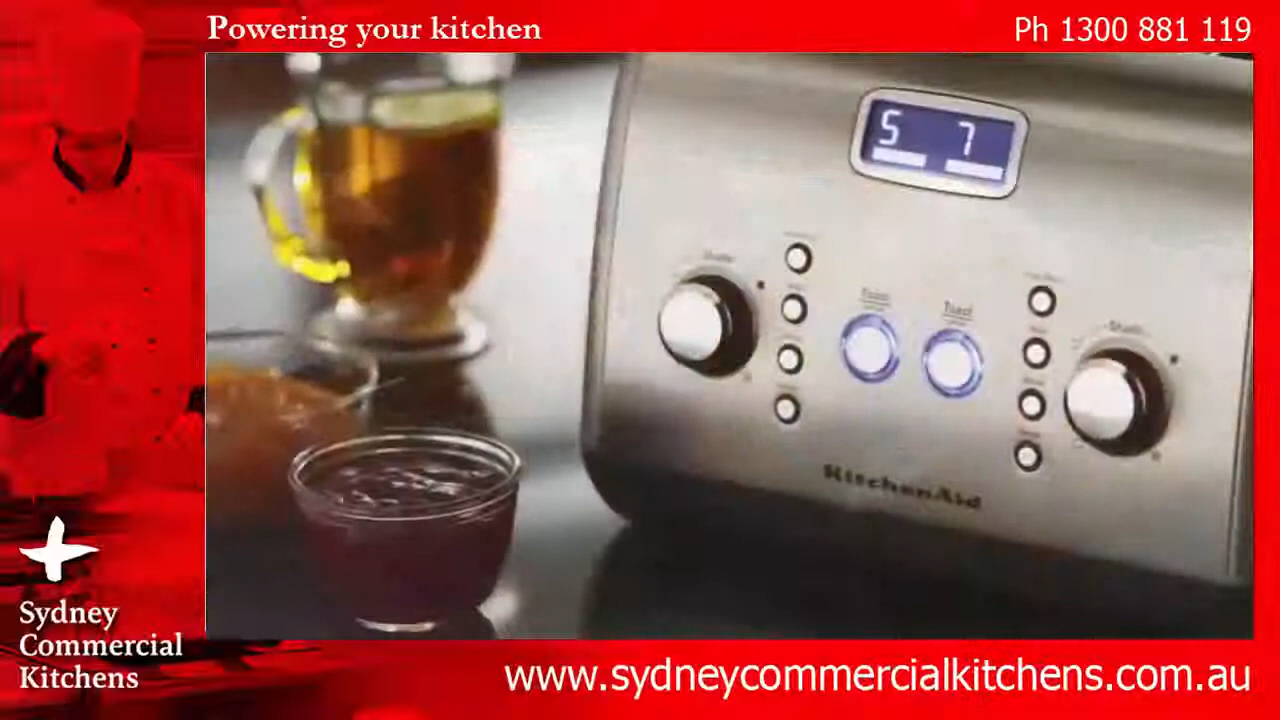 Powering your kitchen
Ph 1300 881 119
5 7
Toast
Toast
KitchenAid
Sydney
Commercial
Kitchens
www.sydneycommercialkitchens.com.au